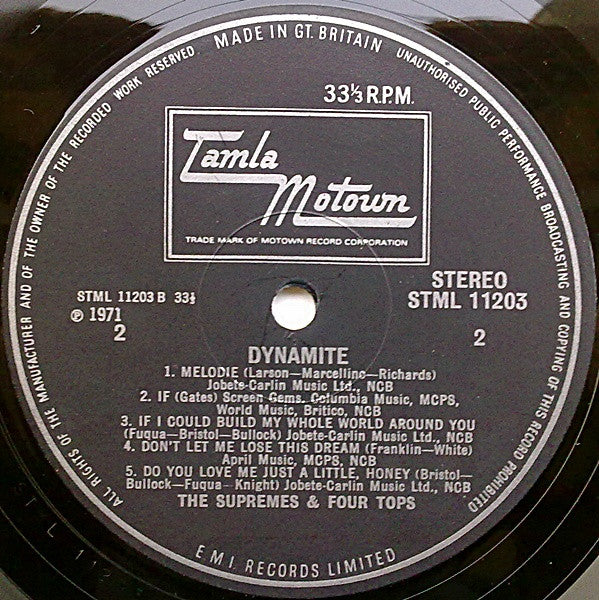 MADE IN GT. BRITAIN
UNAUTHORISED PUBLIC PERFORMANCE BROADCASTING AND COPYING OF THIS RECORD PROHIBITED
ALL RIGHTS OF THE MANUFACTURER AND OF THE OWNER OF THE RECORDED WORK RESERVED
33⅓ R.P.M.
Tamla
Motown
TRADE MARK OF MOTOWN RECORD CORPORATION
STEREO
STML 11203
STML 11203 B 33⅓
℗ 1971
2
2
DYNAMITE
1. MELODIE (Larson—Marcellino—Richards)
Jobete-Carlin Music Ltd., NCB
2. IF (Gates) Screen Gems. Columbia Music, MCPS,
World Music, Britico, NCB
3. IF I COULD BUILD MY WHOLE WORLD AROUND YOU
(Fuqua—Bristol—Bullock) Jobete-Carlin Music Ltd., NCB
4. DON'T LET ME LOSE THIS DREAM (Franklin—White)
April Music, MCPS, NCB
5. DO YOU LOVE ME JUST A LITTLE, HONEY (Bristol—
Bullock—Fuqua—Knight) Jobete-Carlin Music Ltd., NCB
THE SUPREMES & FOUR TOPS
E.M.I. RECORDS LIMITED